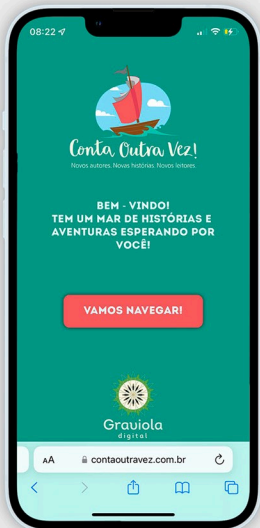 08:22
Conta Outra Vez!
Novos autores. Novas histórias. Novos leitores
BEM - VINDO!
TEM UM MAR DE HISTÓRIAS E
AVENTURAS ESPERANDO POR
VOCÊ!
VAMOS NAVEGAR!
Graviola
digital
AA contaoutravez.com.br